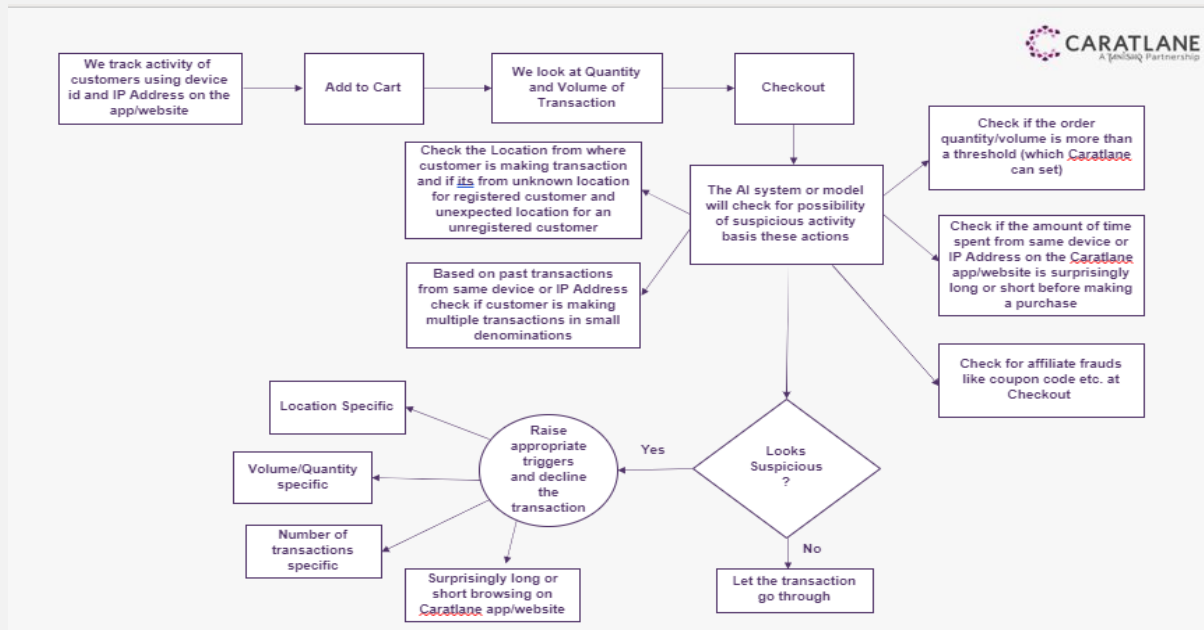 CARATLANE
A TANISHQ Partnership
We track activity of
customers using device
id and IP Address on the
app/website
Add to Cart
We look at Quantity
and Volume of
Transaction
Checkout
Check if the order
quantity/volume is more than
a threshold (which Caratlane
can set)
Check the Location from where
customer is making transaction
and if its from unknown location
for registered customer and
unexpected location for an
unregistered customer
The AI system or model
will check for possibility
of suspicious activity
basis these actions
Check if the amount of time
spent from same device or
IP Address on the Caratlane
app/website is surprisingly
long or short before making
a purchase
Based on past transactions
from same device or IP Address
check if customer is making
multiple transactions in small
denominations
Check for affiliate frauds
like coupon code etc. at
Checkout
Looks
Suspicious
?
Yes
No
Let the transaction
go through
Raise
appropriate
triggers
and decline
the
transaction
Location Specific
Volume/Quantity
specific
Number of
transactions
specific
Surprisingly long or
short browsing on
Caratlane app/website